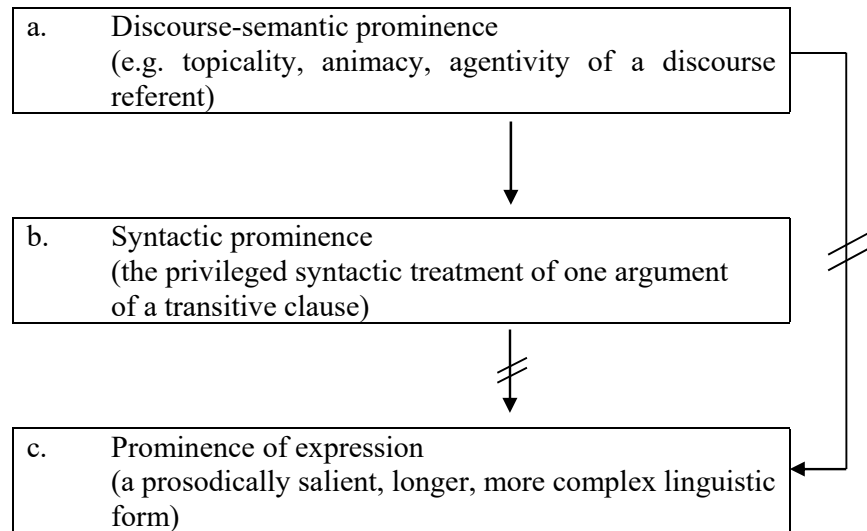 a. Discourse-semantic prominence
(e.g. topicality, animacy, agentivity of a discourse
referent)
b. Syntactic prominence
(the privileged syntactic treatment of one argument
of a transitive clause)
c. Prominence of expression
(a prosodically salient, longer, more complex linguistic
form)